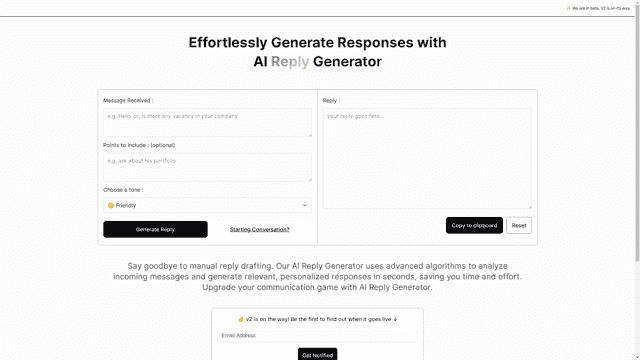 ✨ We are in beta. V2 is on it's way.
Effortlessly Generate Responses with
AI Reply Generator
Message Received :
e.g. Hello sir, is there any vacancy in your company
Points to include : (optional)
e.g. ask about his portfolio
Choose a tone :
😊 Friendly
Generate Reply
Starting Conversation?
Reply :
your reply goes here...
Copy to clipboard
Reset
Say goodbye to manual reply drafting. Our AI Reply Generator uses advanced algorithms to analyze
incoming messages and generate relevant, personalized responses in seconds, saving you time and effort.
Upgrade your communication game with AI Reply Generator.
✌ v2 is on the way! Be the first to find out when it goes live ↓
Email Address
Get Notified